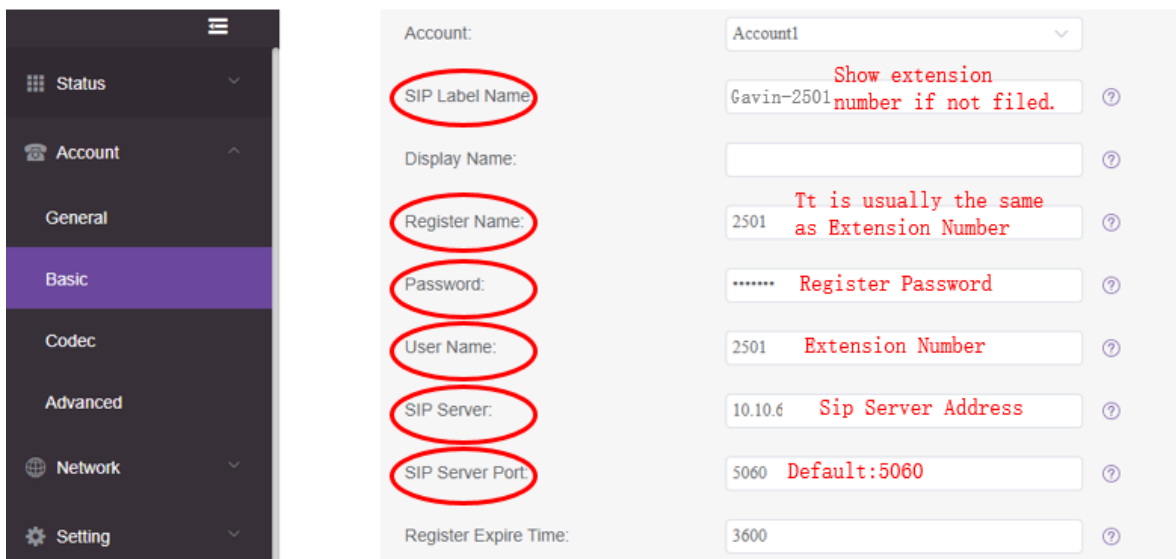 Status
Account
General
Basic
Codec
Advanced
Network
Setting
Account:
Account1
SIP Label Name:
Gavin-2501
Show extension
number if not filed.
Display Name:
Register Name:
2501
Tt is usually the same
as Extension Number
Password:
•••••••
Register Password
User Name:
2501
Extension Number
SIP Server:
10.10.6
Sip Server Address
SIP Server Port:
5060
Default:5060
Register Expire Time:
3600